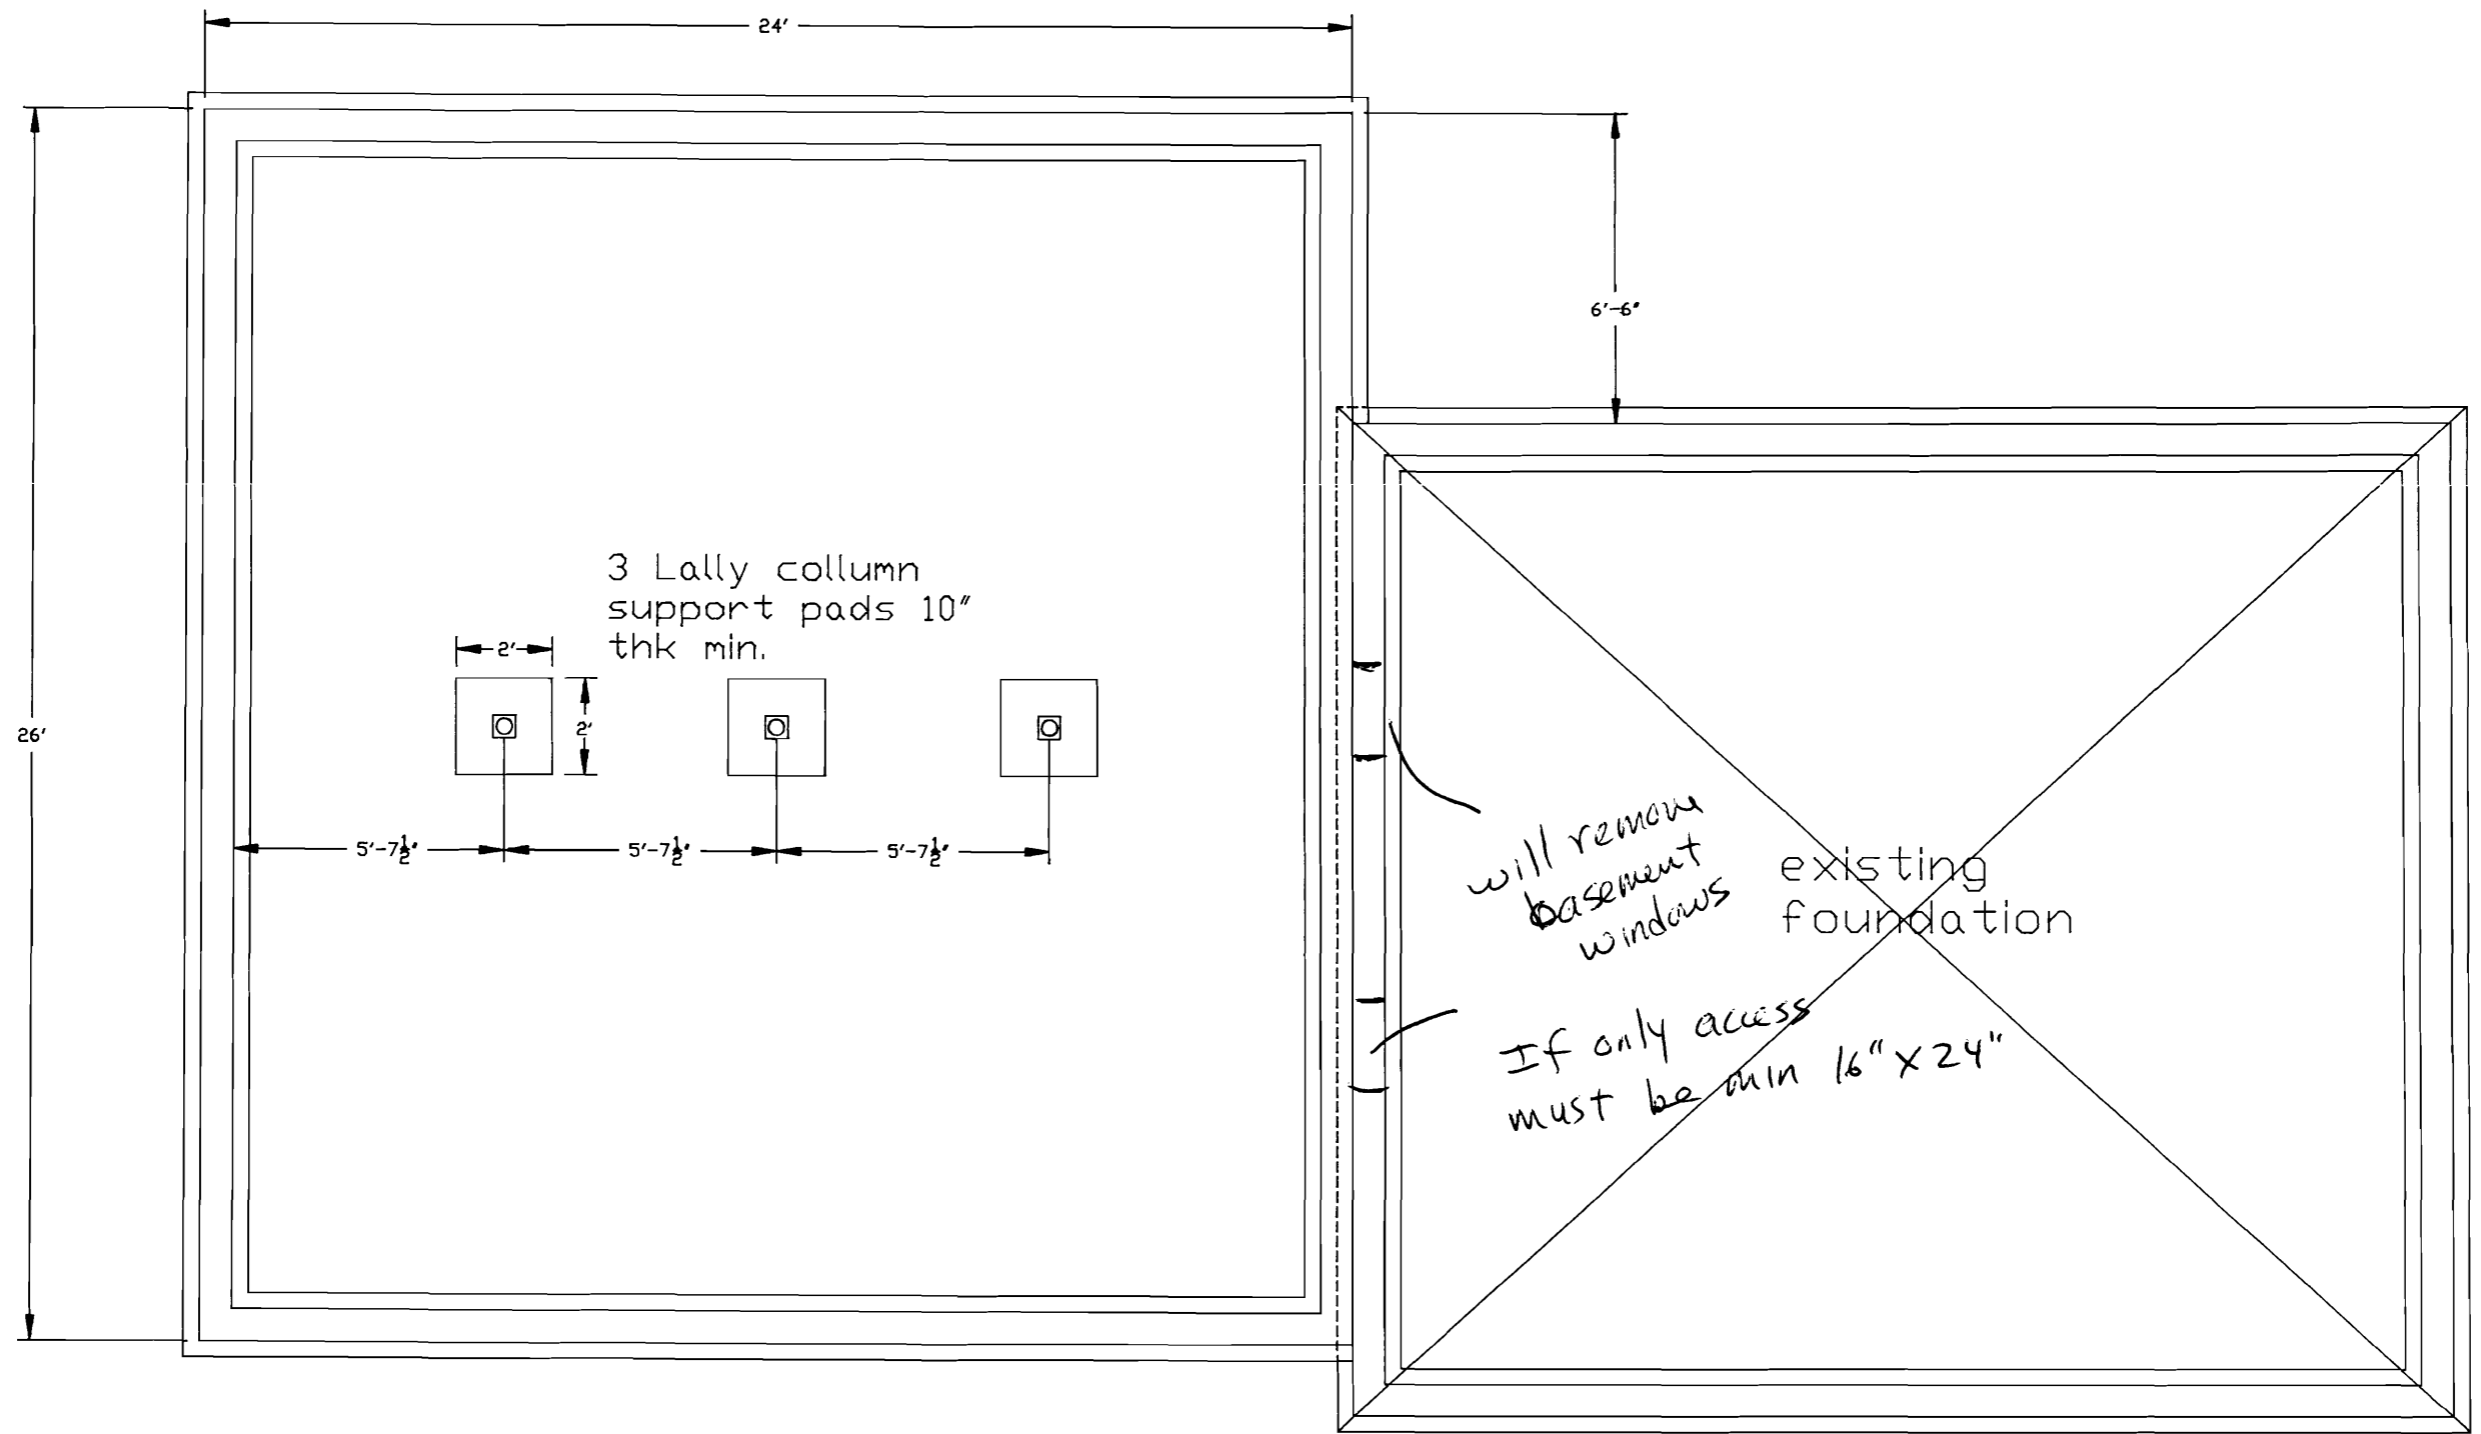 24'
6'-6"
3 Lally collumn
support pads 10"
thk min.
2'
2'
26'
5'-7½"
5'-7½"
5'-7½"
will remove
basement
windows
existing
foundation
If only access
must be min 16" x 24"